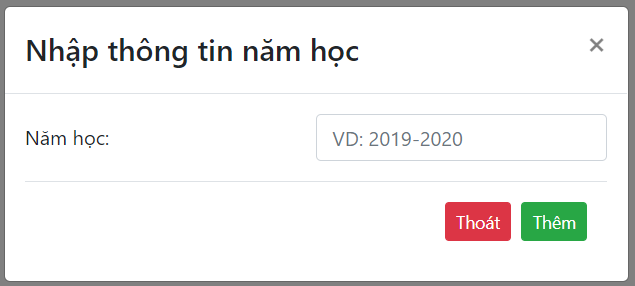 Nhập thông tin năm học ×
Năm học: VD: 2019-2020
Thoát Thêm